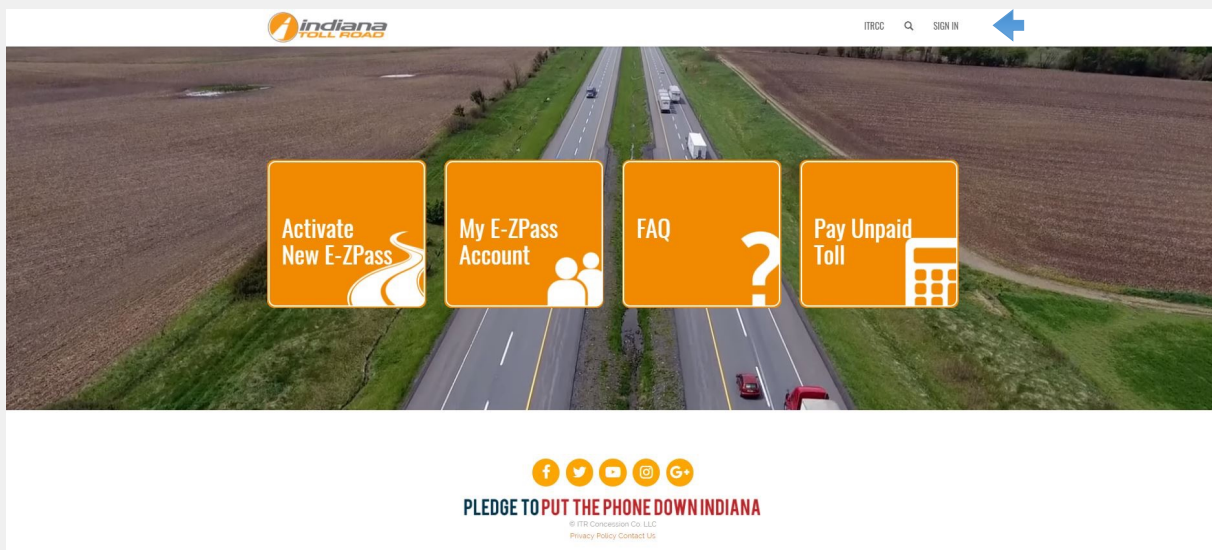 indiana
TOLL ROAD
ITRCC
SIGN IN
Activate
New E-ZPass
My E-ZPass
Account
FAQ
Pay Unpaid
Toll
PLEDGE TO PUT THE PHONE DOWN INDIANA
© ITR Concession Co. LLC
Privacy Policy Contact Us